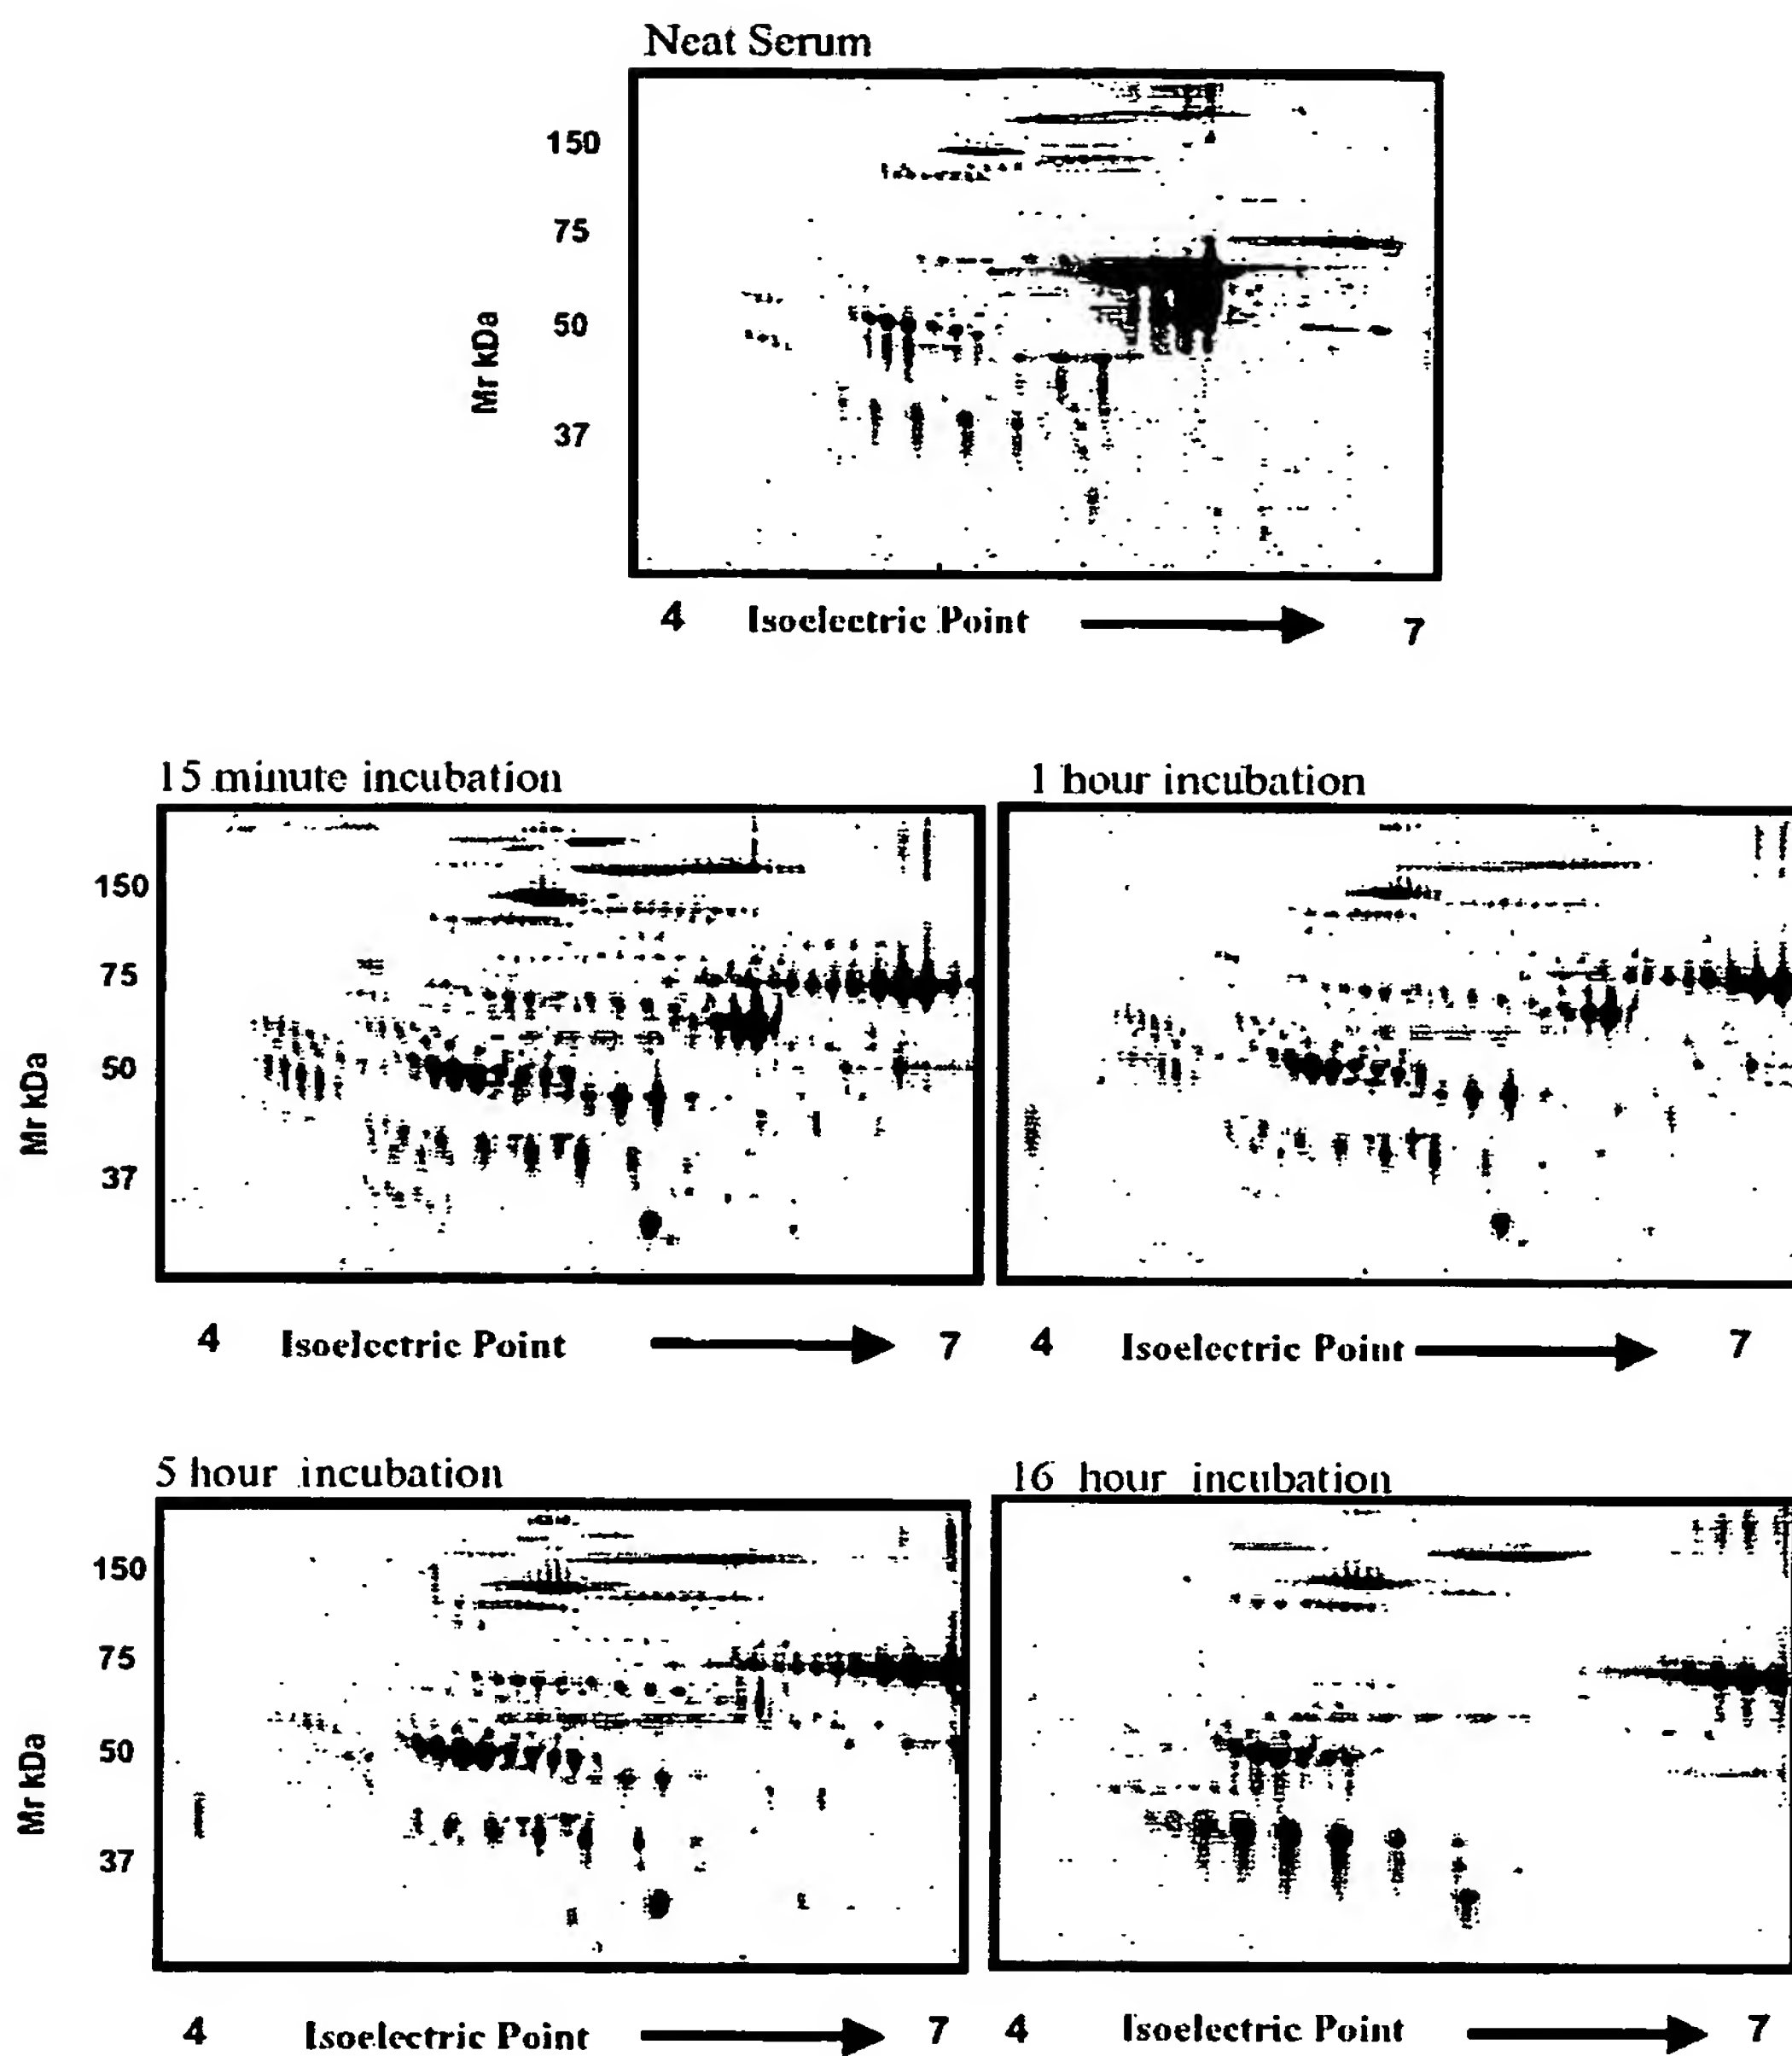 Neat Serum
150
75
50
37
Mr kDa
4 Isoelectric Point 7
15 minute incubation
1 hour incubation
150
75
50
37
Mr kDa
4 Isoelectric Point 7
4 Isoelectric Point 7
5 hour incubation
16 hour incubation
150
75
50
37
Mr kDa
4 Isoelectric Point 7
4 Isoelectric Point 7